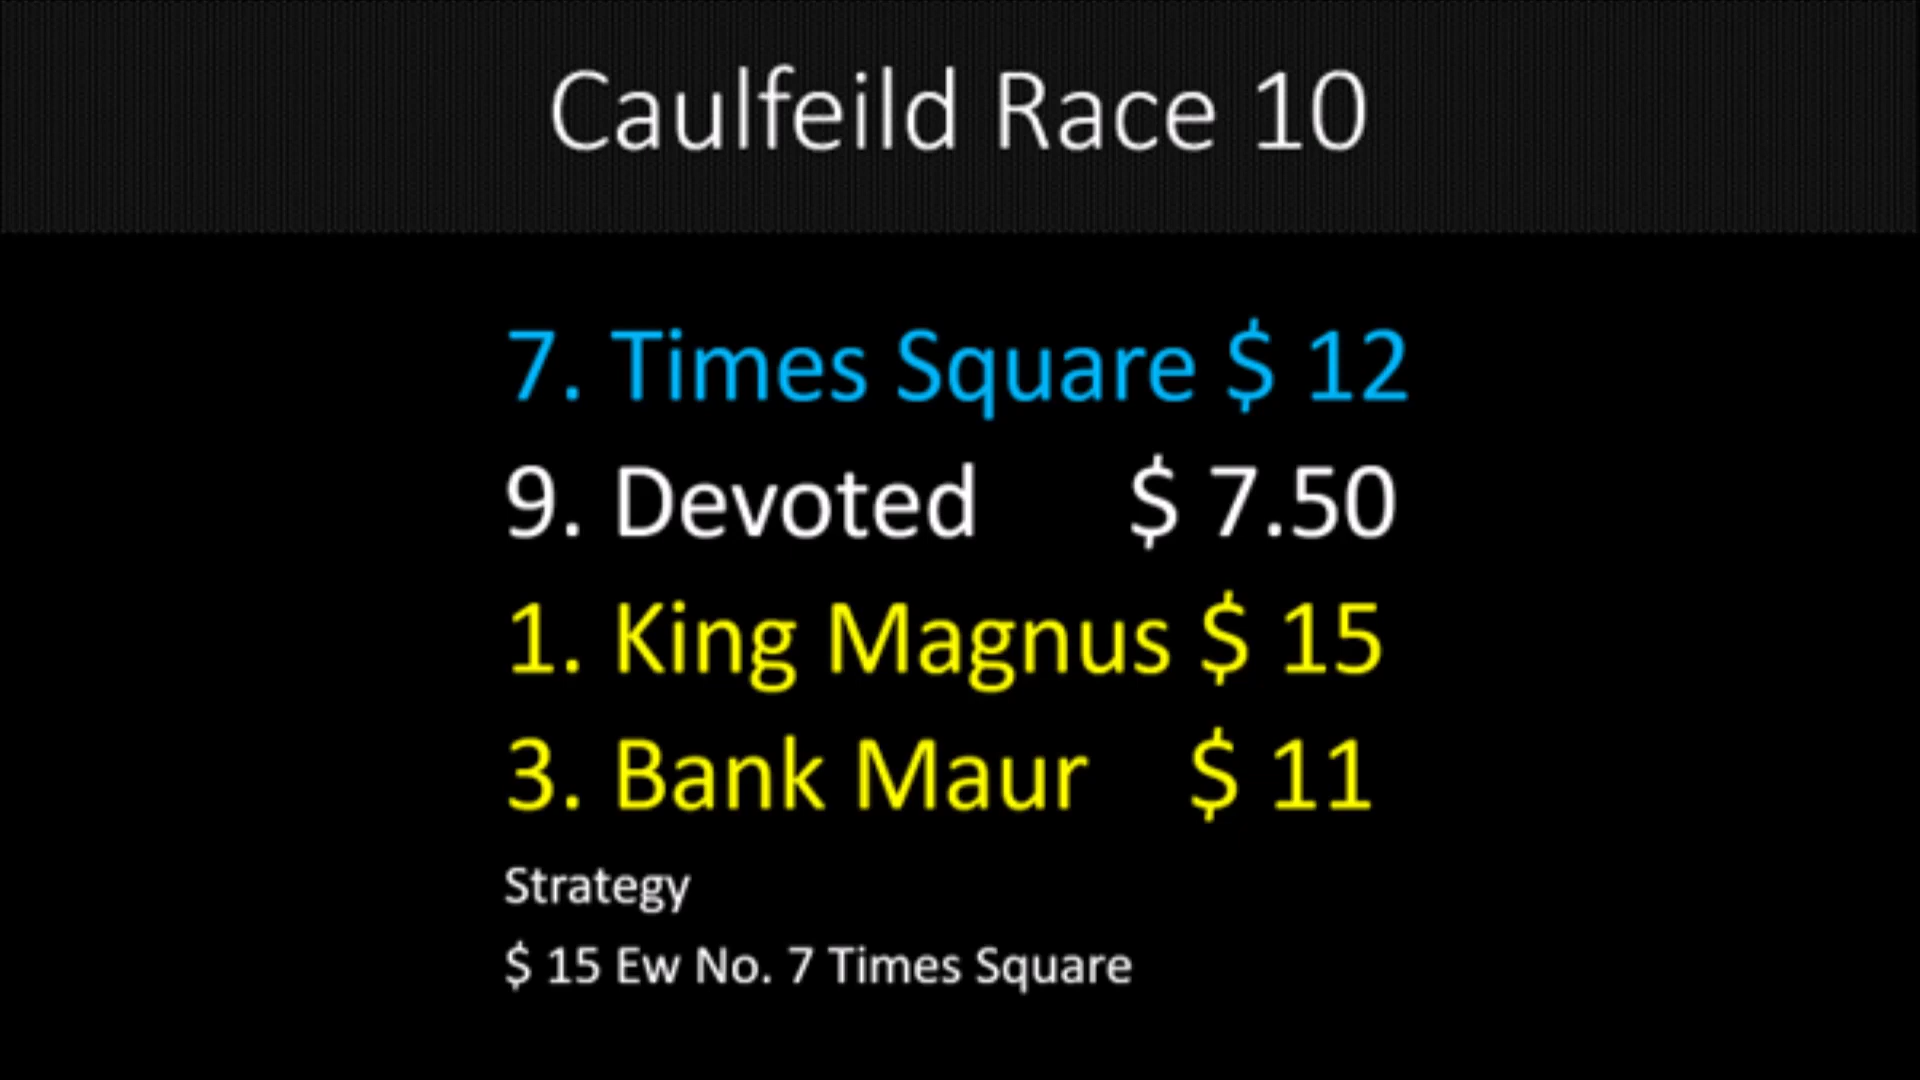 Caulfeild Race 10
7. Times Square $ 12
9. Devoted $ 7.50
1. King Magnus $ 15
3. Bank Maur $ 11
Strategy
$ 15 Ew No. 7 Times Square